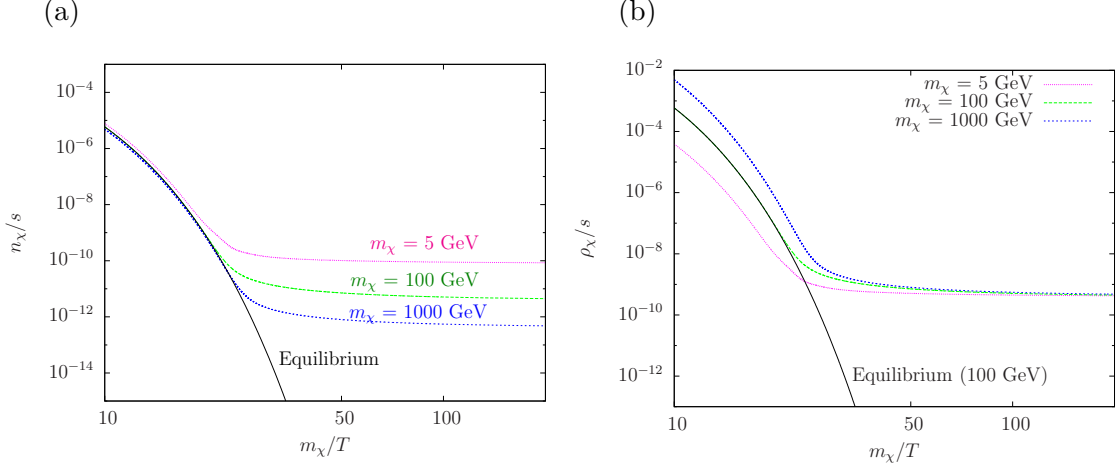 (a)
n_χ/s
10^−4
10^−6
10^−8
10^−10
10^−12
10^−14
m_χ = 5 GeV
m_χ = 100 GeV
m_χ = 1000 GeV
Equilibrium
10
50
100
m_χ/T
(b)
ρ_χ/s
10^−2
10^−4
10^−6
10^−8
10^−10
10^−12
m_χ = 5 GeV
m_χ = 100 GeV
m_χ = 1000 GeV
Equilibrium (100 GeV)
10
50
100
m_χ/T